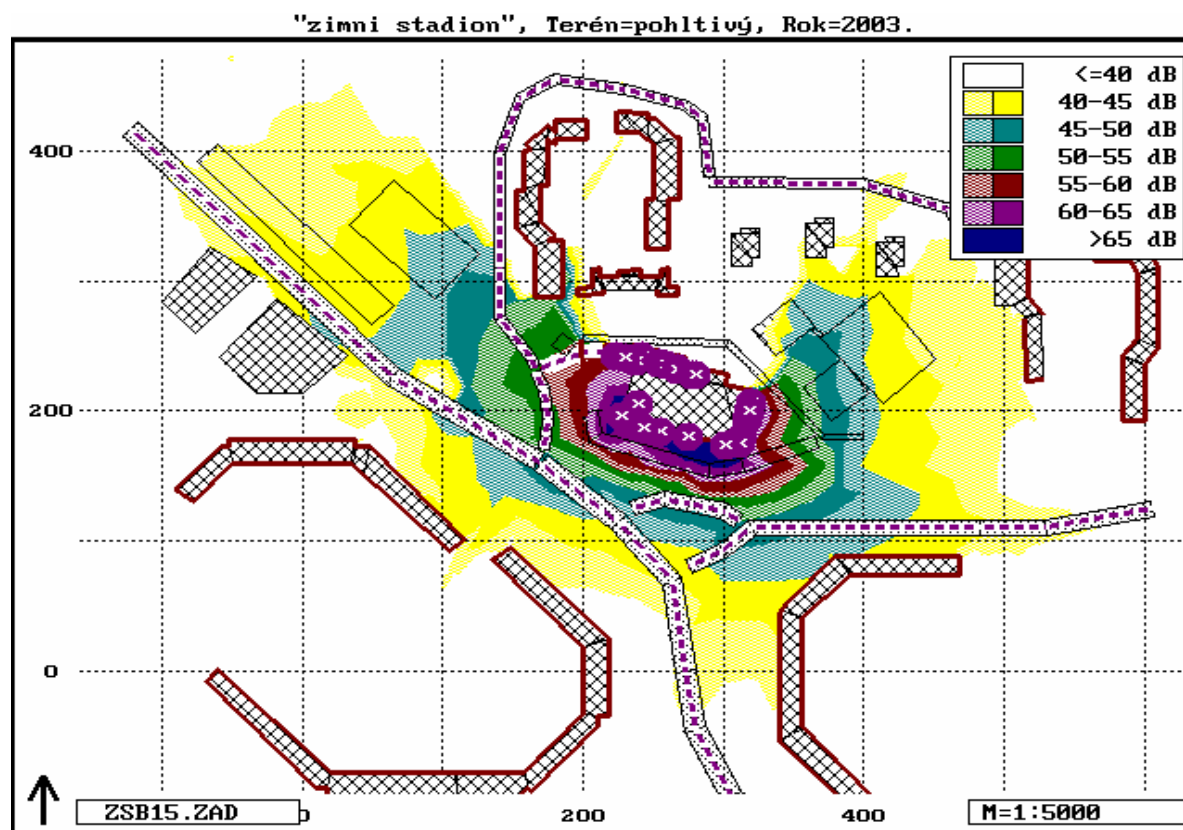 "zimni stadion", Terén=pohltivý, Rok=2003.
<=40 dB
40-45 dB
45-50 dB
50-55 dB
55-60 dB
60-65 dB
>65 dB
400
200
0
ZSB15.ZAD
0
200
400
M=1:5000